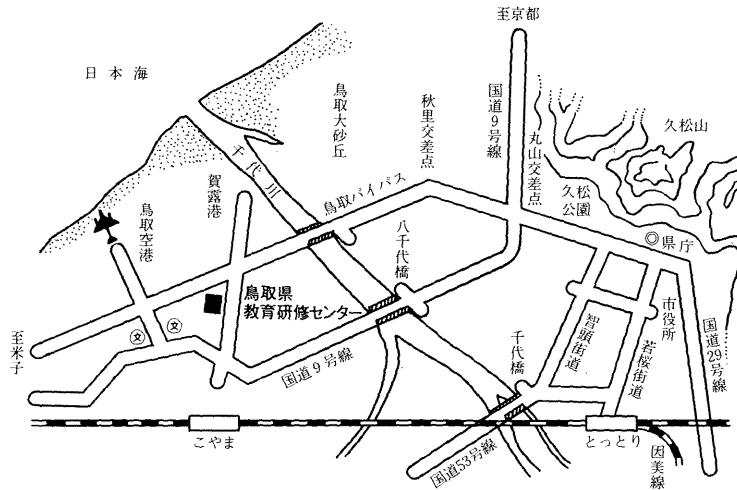 至京都
日本海
鳥取大砂丘
秋里交差点
国道9号線
丸山交差点
久松山
久松
公園
千代川
賀露港
鳥取バイパス
鳥取空港
八千代橋
◎県庁
鳥取県
教育研修センター
市役所
至米子
文
文
国道9号線
千代橋
智頭街道
若桜街道
国道29号線
こやま
とっとり
国道53号線
因美線